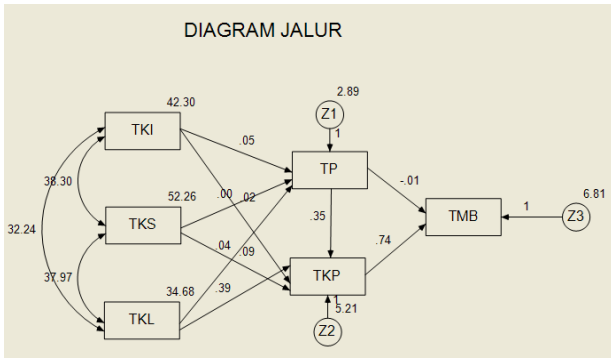 DIAGRAM JALUR
2.89
42.30
Z1
TKI
1
.05
TP
38.30
.00
.02
-.01
6.81
52.26
1
32.24
TKS
.35
TMB
Z3
.04
.09
.74
37.97
34.68
TKP
.39
1
TKL
5.21
Z2